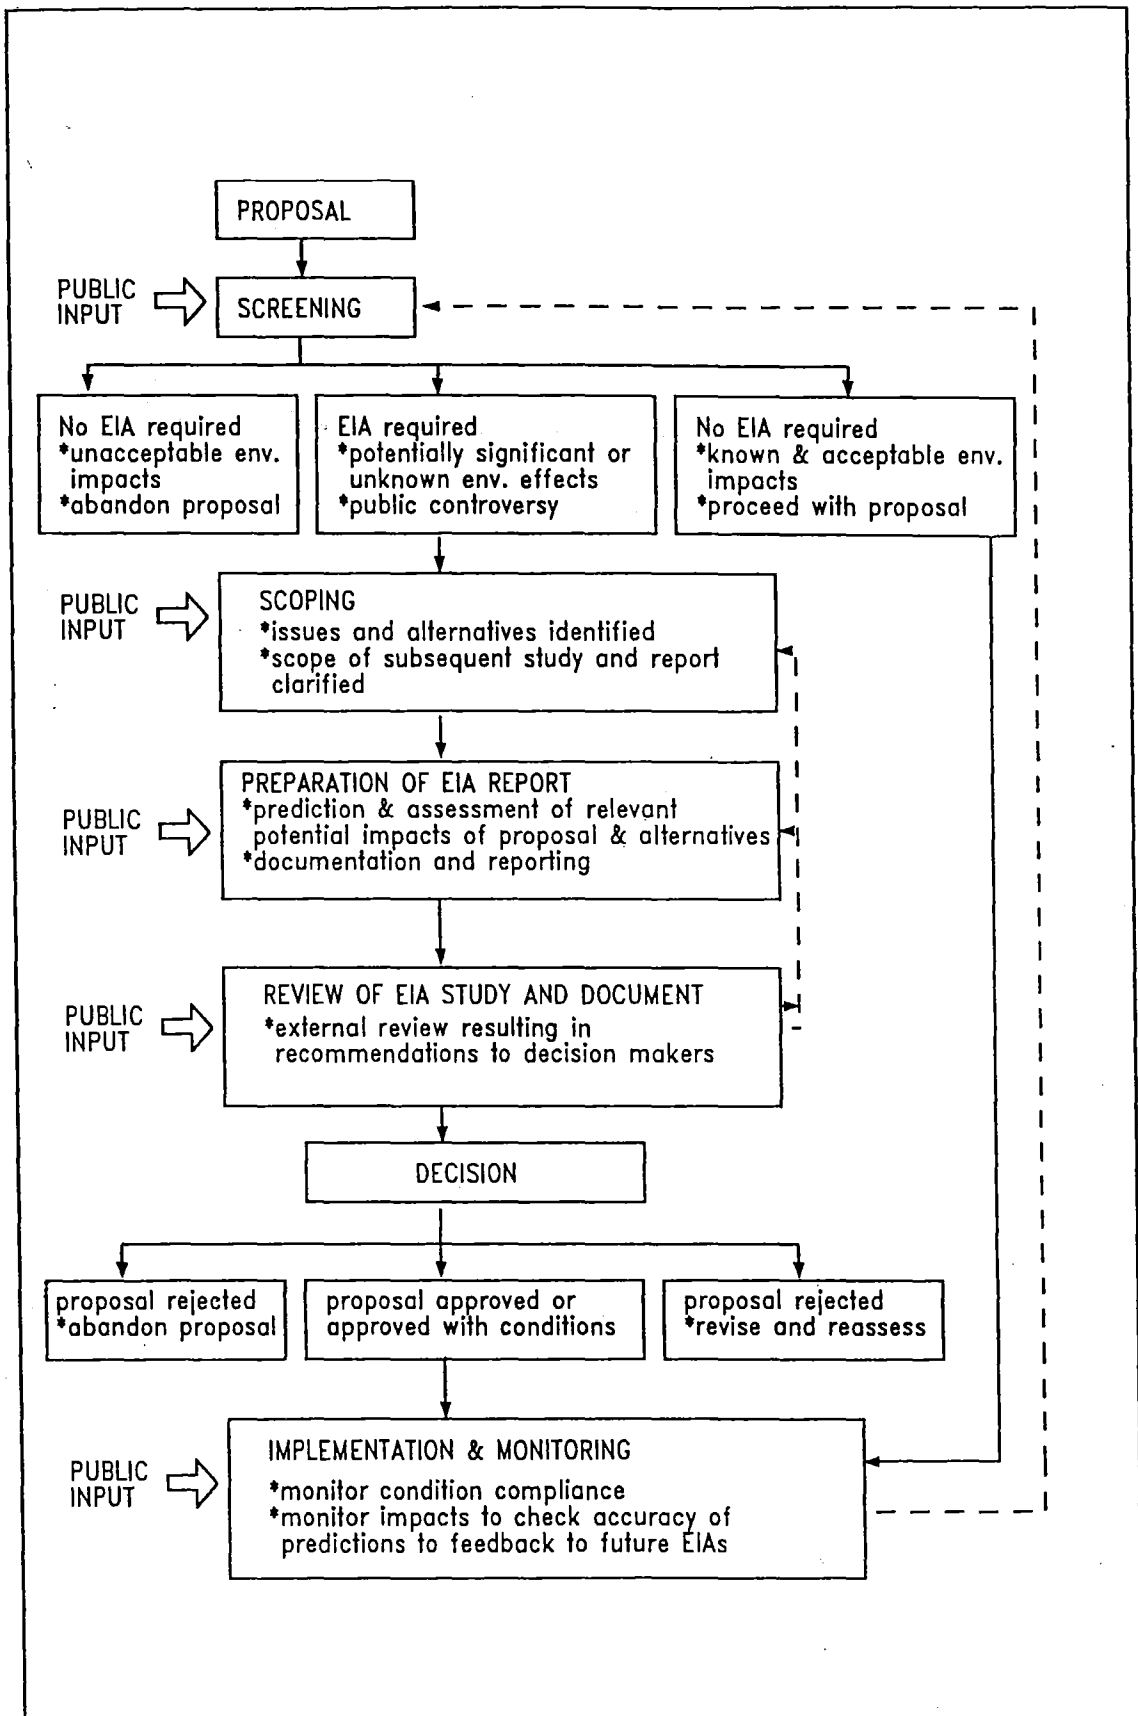 PROPOSAL
PUBLIC
INPUT
SCREENING
No EIA required
*unacceptable env.
impacts
*abandon proposal
EIA required
*potentially significant or
unknown env. effects
*public controversy
No EIA required
*known & acceptable env.
impacts
*proceed with proposal
PUBLIC
INPUT
SCOPING
*issues and alternatives identified
*scope of subsequent study and report
clarified
PUBLIC
INPUT
PREPARATION OF EIA REPORT
*prediction & assessment of relevant
potential impacts of proposal & alternatives
*documentation and reporting
PUBLIC
INPUT
REVIEW OF EIA STUDY AND DOCUMENT
*external review resulting in
recommendations to decision makers
DECISION
proposal rejected
*abandon proposal
proposal approved or
approved with conditions
proposal rejected
*revise and reassess
PUBLIC
INPUT
IMPLEMENTATION & MONITORING
*monitor condition compliance
*monitor impacts to check accuracy of
predictions to feedback to future EIAs